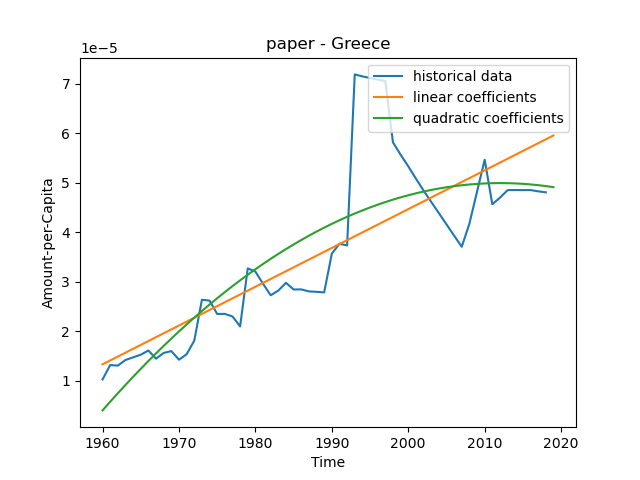 paper - Greece
1e−5
historical data
linear coefficients
quadratic coefficients
7
6
5
4
3
2
1
Amount-per-Capita
1960 1970 1980 1990 2000 2010 2020
Time